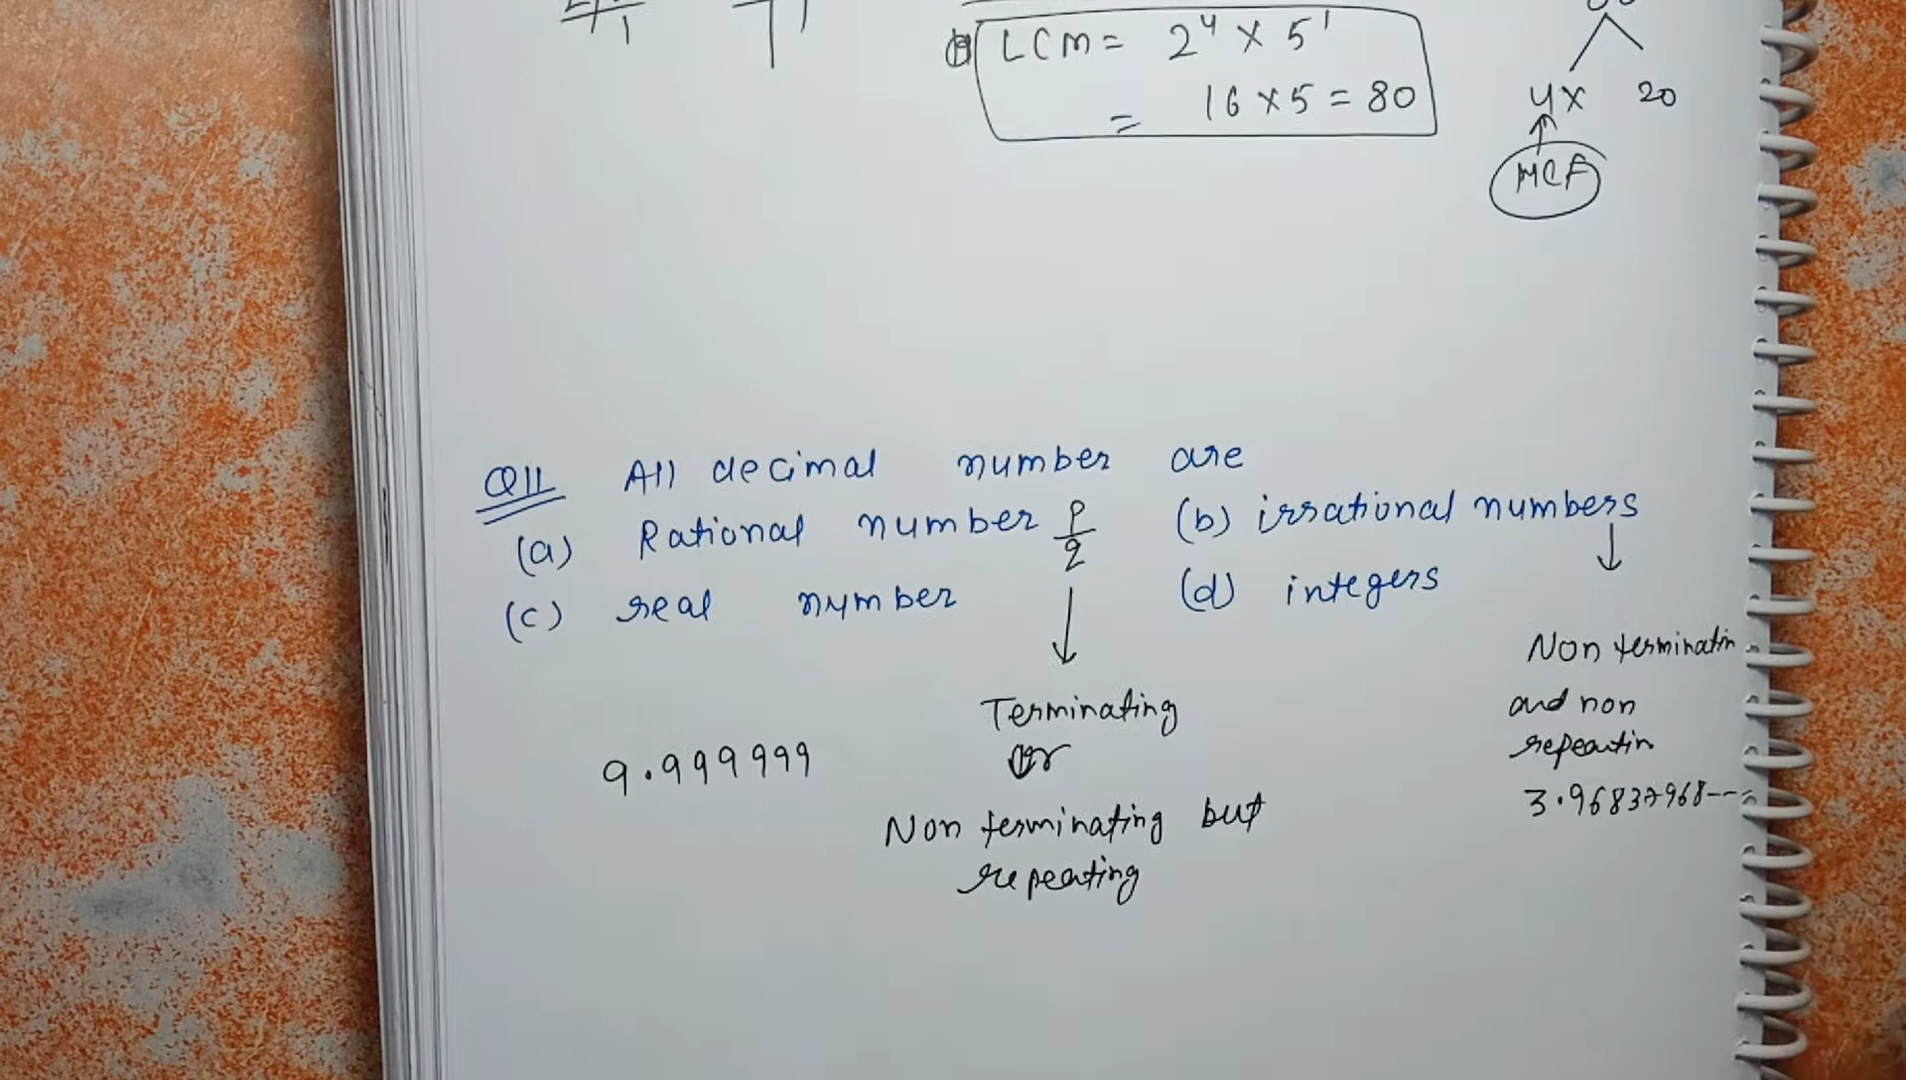 LCM = 2⁴ × 5¹
= 16 × 5 = 80
4 × 20
HCF
Q11 All decimal number are
(a) Rational number p/q (b) irrational numbers
(c) real number (d) integers
Non terminatin
and non
repeatin
3.96837968---
Terminating
or
Non terminating but
repeating
9.999999